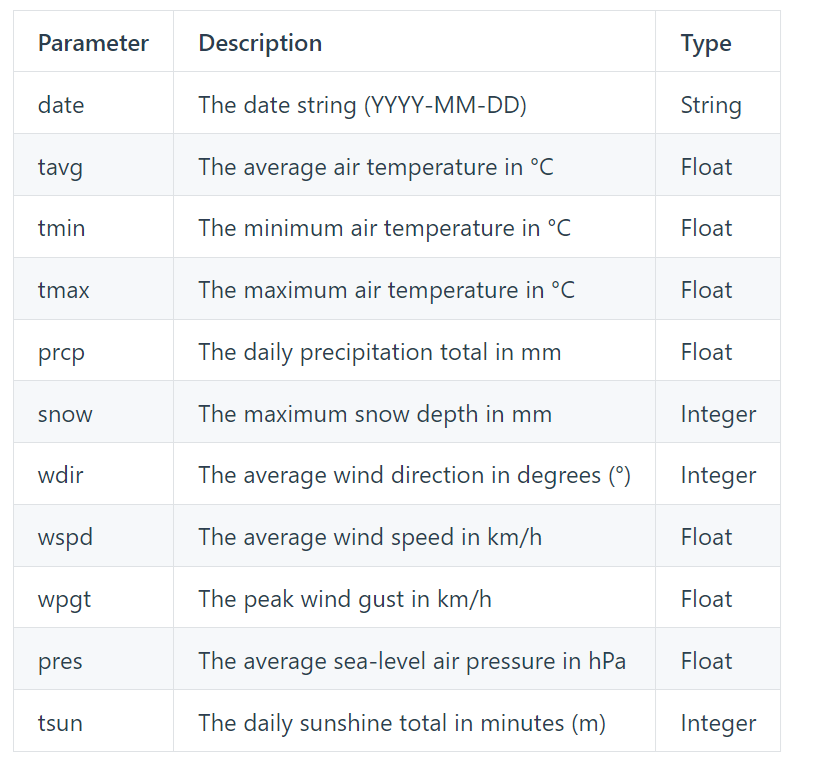 Parameter Description Type
date The date string (YYYY-MM-DD) String
tavg The average air temperature in °C Float
tmin The minimum air temperature in °C Float
tmax The maximum air temperature in °C Float
prcp The daily precipitation total in mm Float
snow The maximum snow depth in mm Integer
wdir The average wind direction in degrees (°) Integer
wspd The average wind speed in km/h Float
wpgt The peak wind gust in km/h Float
pres The average sea-level air pressure in hPa Float
tsun The daily sunshine total in minutes (m) Integer